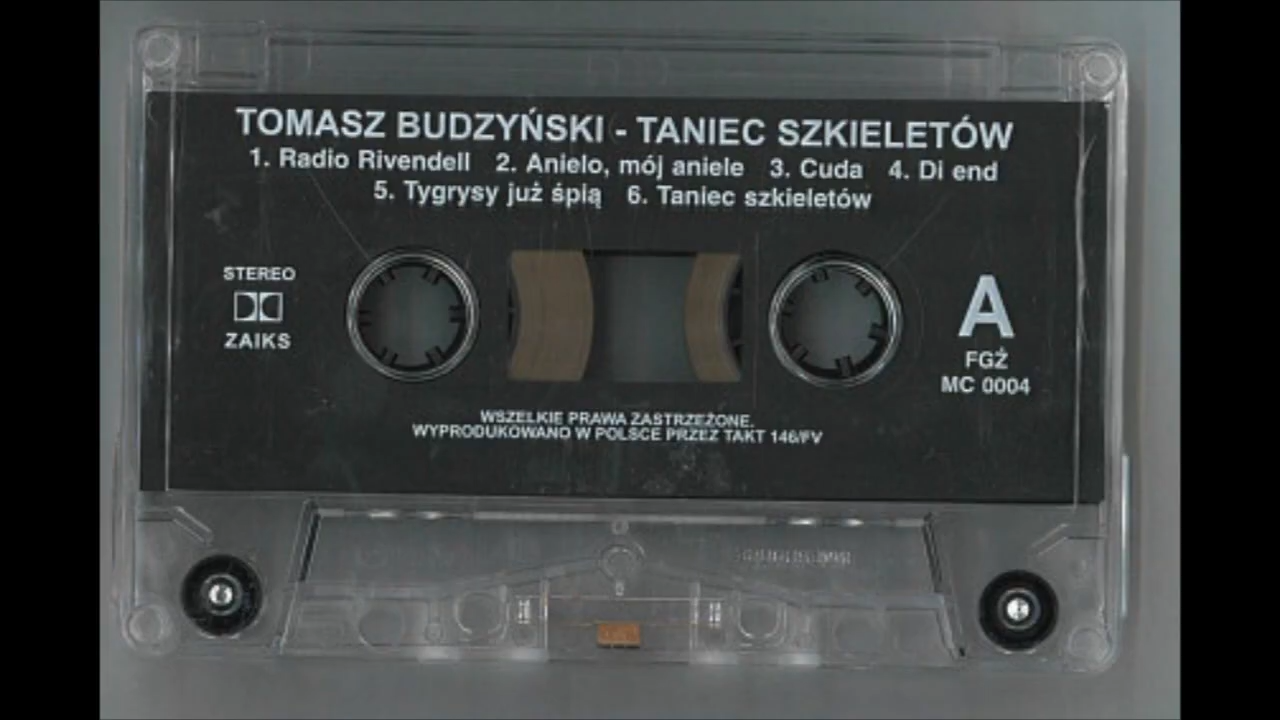 TOMASZ BUDZYŃSKI - TANIEC SZKIELETÓW
1. Radio Rivendell 2. Anielo, mój aniele 3. Cuda 4. Di end
5. Tygrysy już śpią 6. Taniec szkieletów
STEREO
ZAIKS
A
FGŻ
MC 0004
WSZELKIE PRAWA ZASTRZEŻONE.
WYPRODUKOWANO W POLSCE PRZEZ TAKT 146/FV